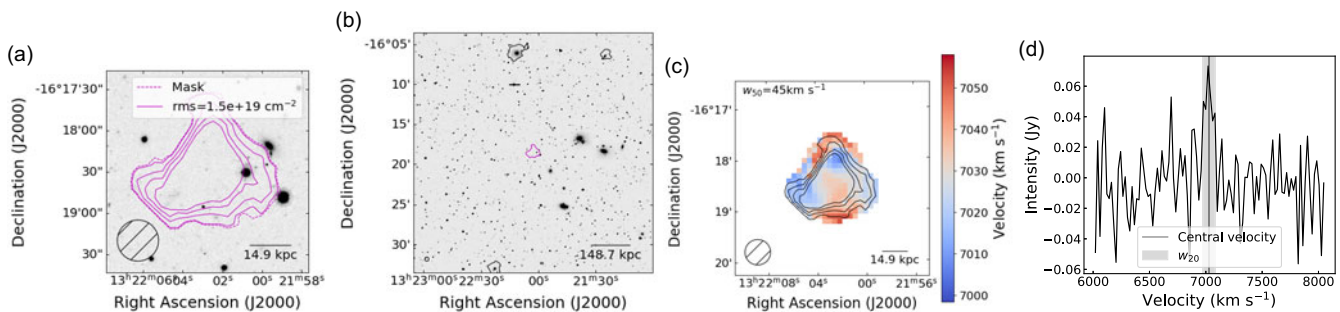 (a)
-16°17'30"
18'00"
30"
19'00"
30"
Declination (J2000)
Mask
rms=1.5e+19 cm⁻²
14.9 kpc
13ʰ22ᵐ06ˢ04ˢ 02ˢ 00ˢ 21ᵐ58ˢ
Right Ascension (J2000)
(b)
-16°05'
10'
15'
20'
25'
30'
Declination (J2000)
148.7 kpc
13ʰ23ᵐ00ˢ22ᵐ30ˢ 00ˢ 21ᵐ30ˢ
Right Ascension (J2000)
(c)
w₅₀=45km s⁻¹
-16°17'
18'
19'
20'
Declination (J2000)
14.9 kpc
13ʰ22ᵐ08ˢ 04ˢ 00ˢ 21ᵐ56ˢ
Right Ascension (J2000)
7050
7040
7030
7020
7010
7000
Velocity (km s⁻¹)
(d)
0.06
0.04
0.02
0.00
−0.02
−0.04
−0.06
Intensity (Jy)
Central velocity
w₂₀
6000 6500 7000 7500 8000
Velocity (km s⁻¹)